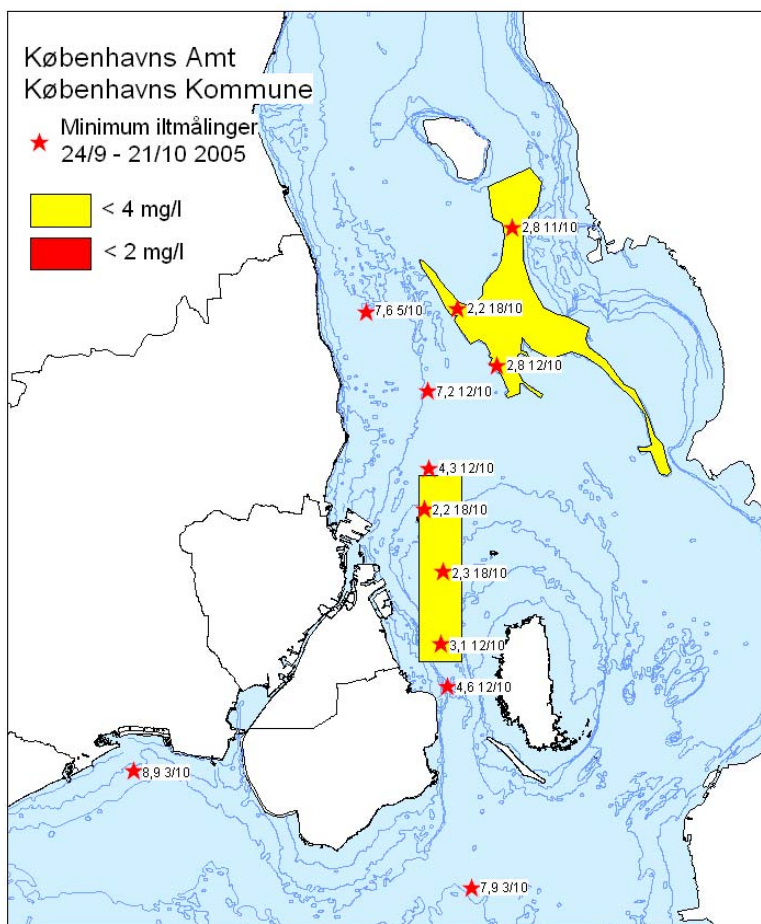 Københavns Amt
Københavns Kommune
Minimum iltmålinger
24/9 - 21/10 2005
< 4 mg/l
< 2 mg/l
2,8 11/10
2,2 18/10
7,6 5/10
2,8 12/10
7,2 12/10
4,3 12/10
2,2 18/10
2,3 18/10
3,1 12/10
4,6 12/10
8,9 3/10
7,9 3/10